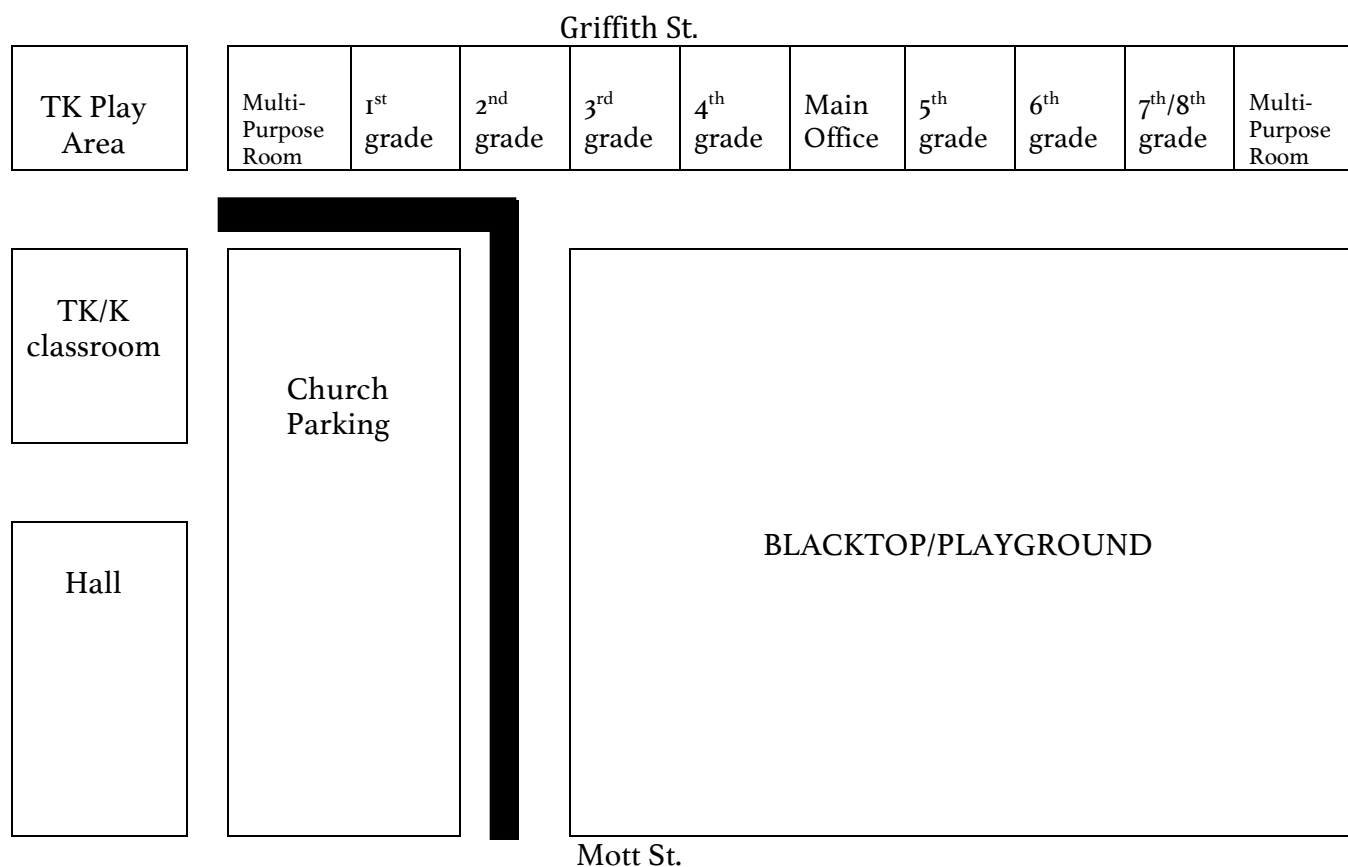 Griffith St.
TK Play
Area
Multi-
Purpose
Room
1st
grade
2nd
grade
3rd
grade
4th
grade
Main
Office
5th
grade
6th
grade
7th/8th
grade
Multi-
Purpose
Room
TK/K
classroom
Church
Parking
Hall
BLACKTOP/PLAYGROUND
Mott St.